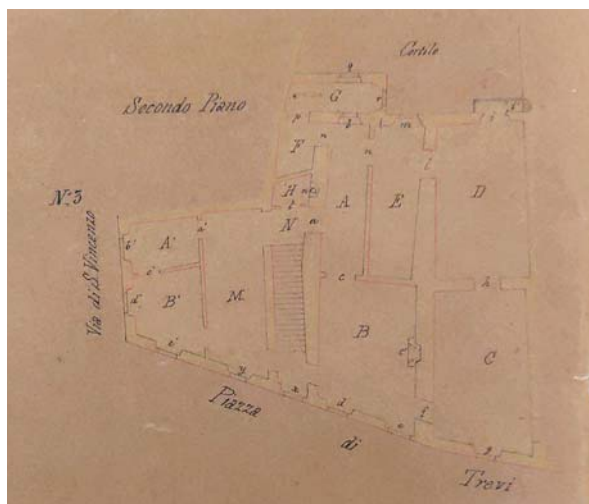 Cortile
Secondo Piano
N.º 3
Via di S. Vincenzo
Piazza
di
Trevi
q
G
p
b
m
i
n
F
n
l
H
A
E
D
t
N
a
A'
a'
b'
c'
c
h
d'
B'
M
B
e
C
e'
y
x
d
o
f
g